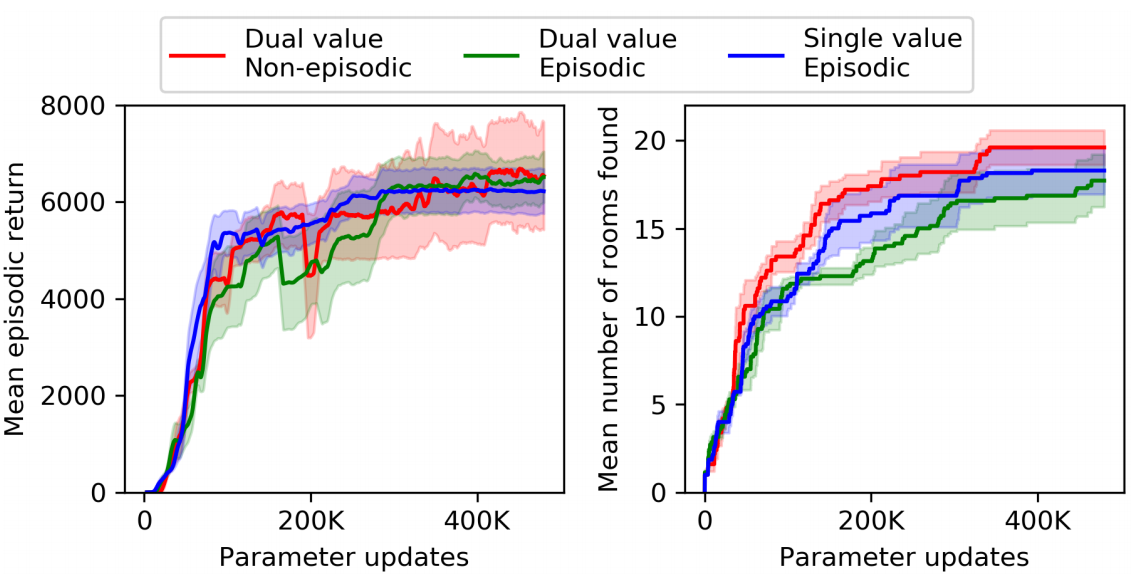 Dual value
Non-episodic
Dual value
Episodic
Single value
Episodic
Mean episodic return
8000
6000
4000
2000
0
0 200K 400K
Parameter updates
Mean number of rooms found
20
15
10
5
0
0 200K 400K
Parameter updates